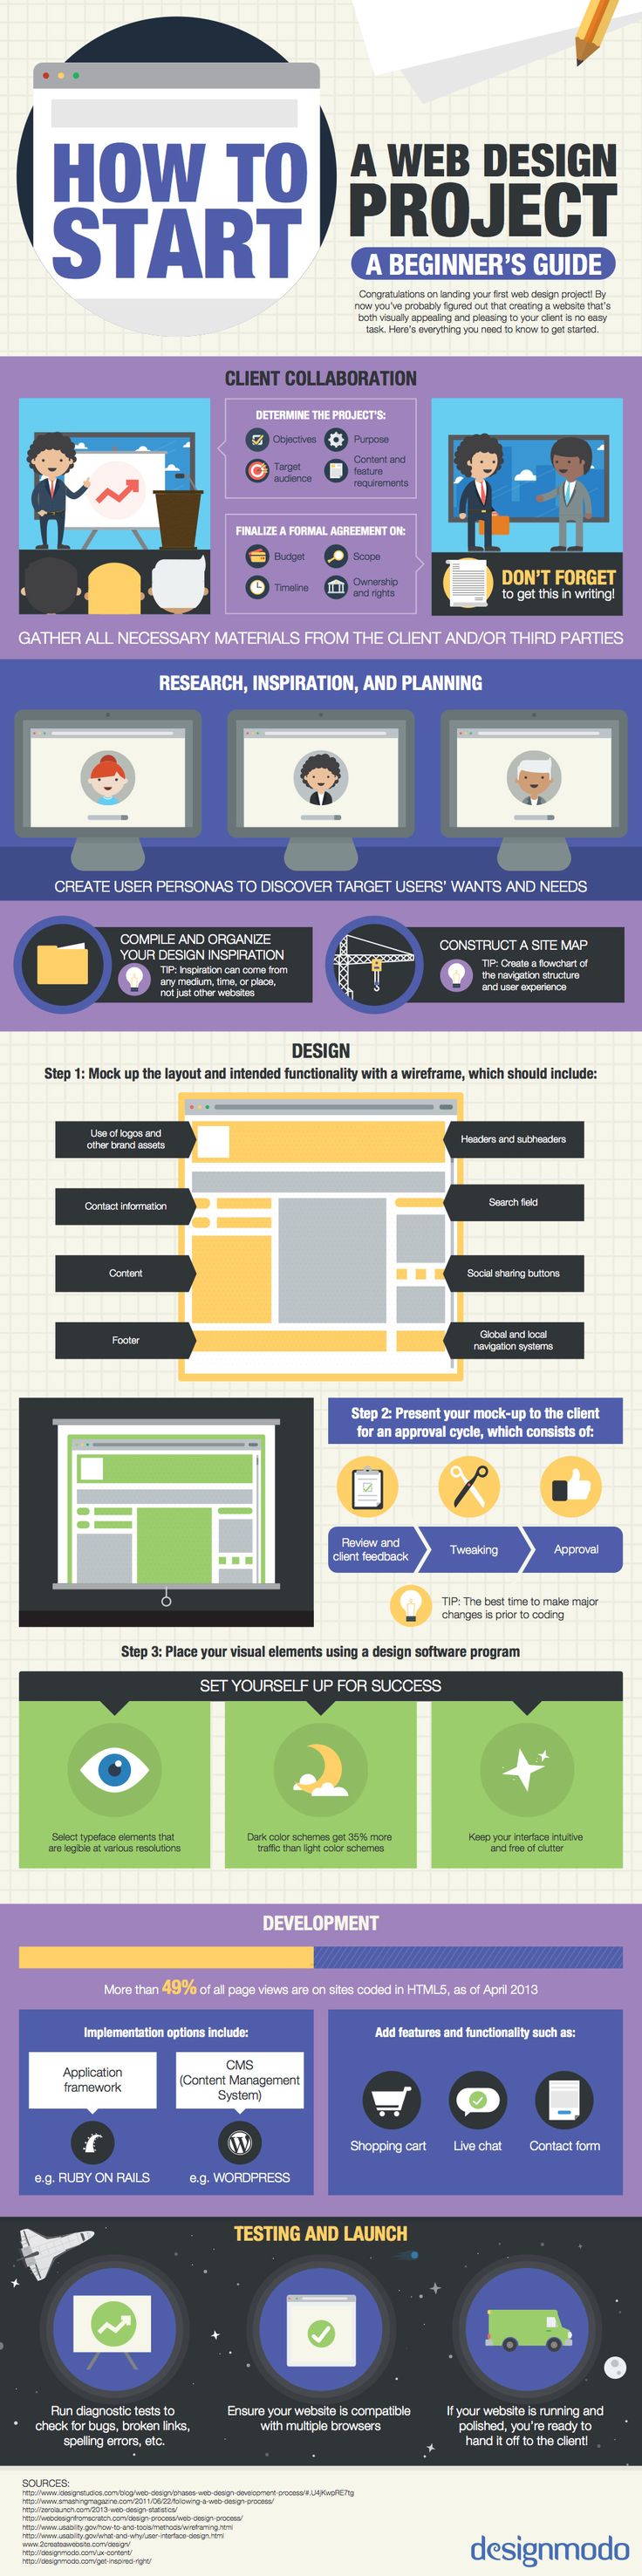 HOW TO
START
A WEB DESIGN
PROJECT
A BEGINNER'S GUIDE
Congratulations on landing your first web design project! By
now you've probably figured out that creating a website that's
both visually appealing and pleasing to your client is no easy
task. Here's everything you need to know to get started.
CLIENT COLLABORATION
DETERMINE THE PROJECT'S:
Objectives
Purpose
Target
audience
Content and
feature
requirements
FINALIZE A FORMAL AGREEMENT ON:
Budget
Scope
Timeline
Ownership
and rights
DON'T FORGET
to get this in writing!
GATHER ALL NECESSARY MATERIALS FROM THE CLIENT AND/OR THIRD PARTIES
RESEARCH, INSPIRATION, AND PLANNING
CREATE USER PERSONAS TO DISCOVER TARGET USERS' WANTS AND NEEDS
COMPILE AND ORGANIZE
YOUR DESIGN INSPIRATION
TIP: Inspiration can come from
any medium, time, or place,
not just other websites
CONSTRUCT A SITE MAP
TIP: Create a flowchart of
the navigation structure
and user experience
DESIGN
Step 1: Mock up the layout and intended functionality with a wireframe, which should include:
Use of logos and
other brand assets
Headers and subheaders
Contact information
Search field
Content
Social sharing buttons
Footer
Global and local
navigation systems
Step 2: Present your mock-up to the client
for an approval cycle, which consists of:
Review and
client feedback
Tweaking
Approval
TIP: The best time to make major
changes is prior to coding
Step 3: Place your visual elements using a design software program
SET YOURSELF UP FOR SUCCESS
Select typeface elements that
are legible at various resolutions
Dark color schemes get 35% more
traffic than light color schemes
Keep your interface intuitive
and free of clutter
DEVELOPMENT
More than 49% of all page views are on sites coded in HTML5, as of April 2013
Implementation options include:
Application
framework
CMS
(Content Management
System)
e.g. RUBY ON RAILS
e.g. WORDPRESS
Add features and functionality such as:
Shopping cart
Live chat
Contact form
TESTING AND LAUNCH
Run diagnostic tests to
check for bugs, broken links,
spelling errors, etc.
Ensure your website is compatible
with multiple browsers
If your website is running and
polished, you're ready to
hand it off to the client!
SOURCES:
http://www.idesignstudios.com/blog/web-design/phases-web-design-development-process/#.U4jKwpRE7tg
http://www.smashingmagazine.com/2011/06/22/following-a-web-design-process/
http://zerolaunch.com/2013-web-design-statistics/
http://webdesignfromscratch.com/design-process/web-design-process/
http://www.usability.gov/how-to-and-tools/methods/wireframing.html
http://www.usability.gov/what-and-why/user-interface-design.html
www.2createawebsite.com/design/
http://designmodo.com/ux-content/
http://designmodo.com/get-inspired-right/
designmodo